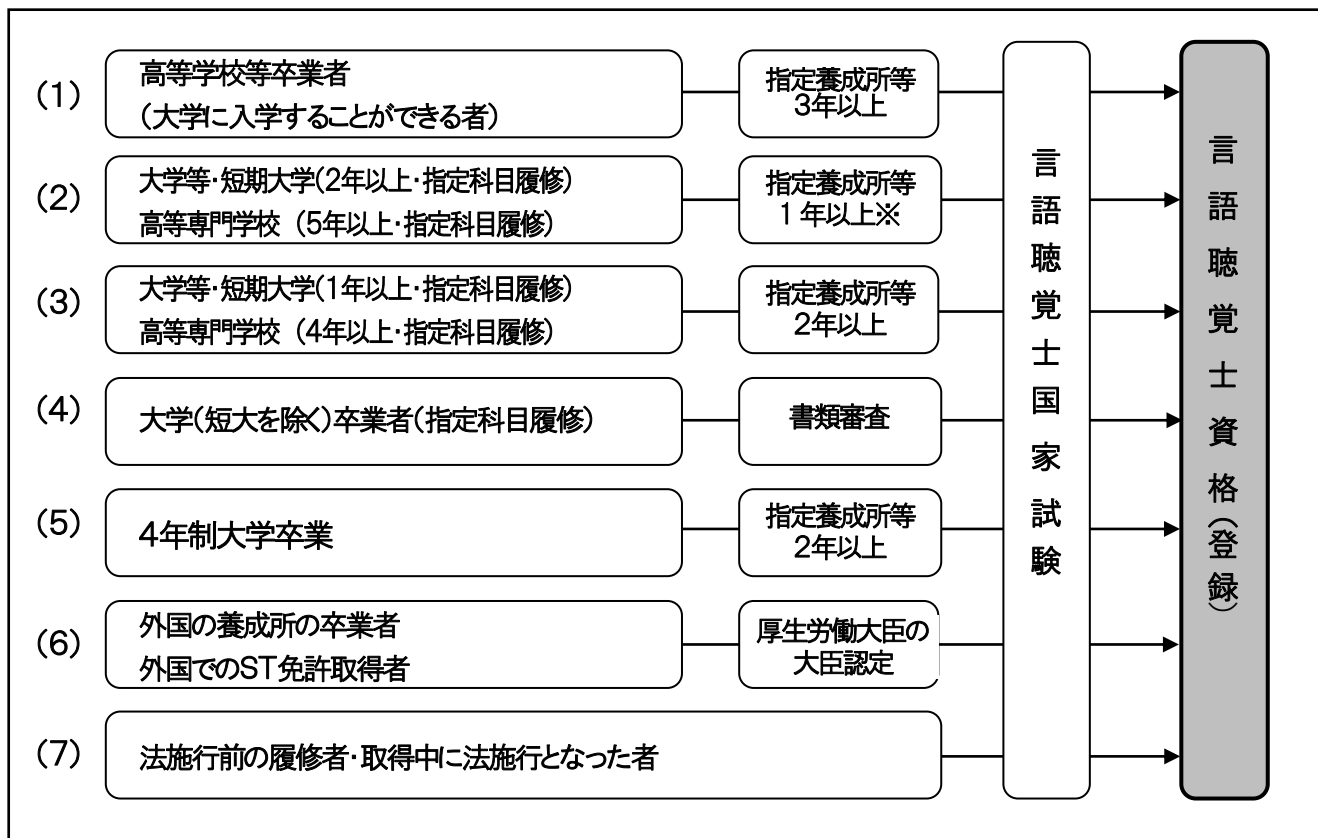 (1)
高等学校等卒業者
(大学に入学することができる者)
指定養成所等
3年以上
(2)
大学等・短期大学(2年以上・指定科目履修)
高等専門学校 (5年以上・指定科目履修)
指定養成所等
1年以上※
(3)
大学等・短期大学(1年以上・指定科目履修)
高等専門学校 (4年以上・指定科目履修)
指定養成所等
2年以上
(4)
大学(短大を除く)卒業者(指定科目履修)
書類審査
(5)
4年制大学卒業
指定養成所等
2年以上
(6)
外国の養成所の卒業者
外国でのST免許取得者
厚生労働大臣の
大臣認定
(7)
法施行前の履修者・取得中に法施行となった者
言語聴覚士国家試験
言語聴覚士資格(登録)